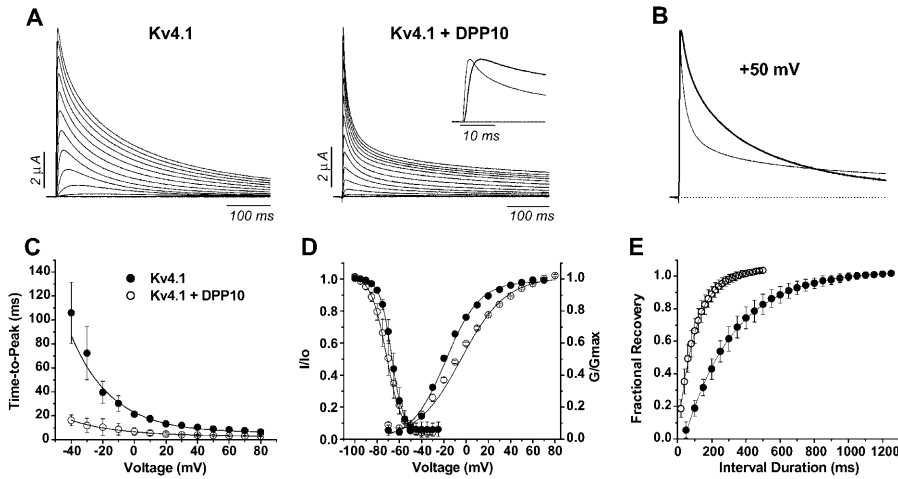 A
Kv4.1
2 μA
100 ms
Kv4.1 + DPP10
10 ms
2 μA
100 ms
B
+50 mV
C
Time-to-Peak (ms)
140
120
100
80
60
40
20
0
Kv4.1
Kv4.1 + DPP10
-40 -20 0 20 40 60 80
Voltage (mV)
D
I/Io
1.0
0.8
0.6
0.4
0.2
0.0
-100 -80 -60 -40 -20 0 20 40 60 80
Voltage (mV)
1.0
0.8
0.6
0.4
0.2
0.0
G/Gmax
E
Fractional Recovery
1.0
0.8
0.6
0.4
0.2
0.0
0 200 400 600 800 1000 1200
Interval Duration (ms)